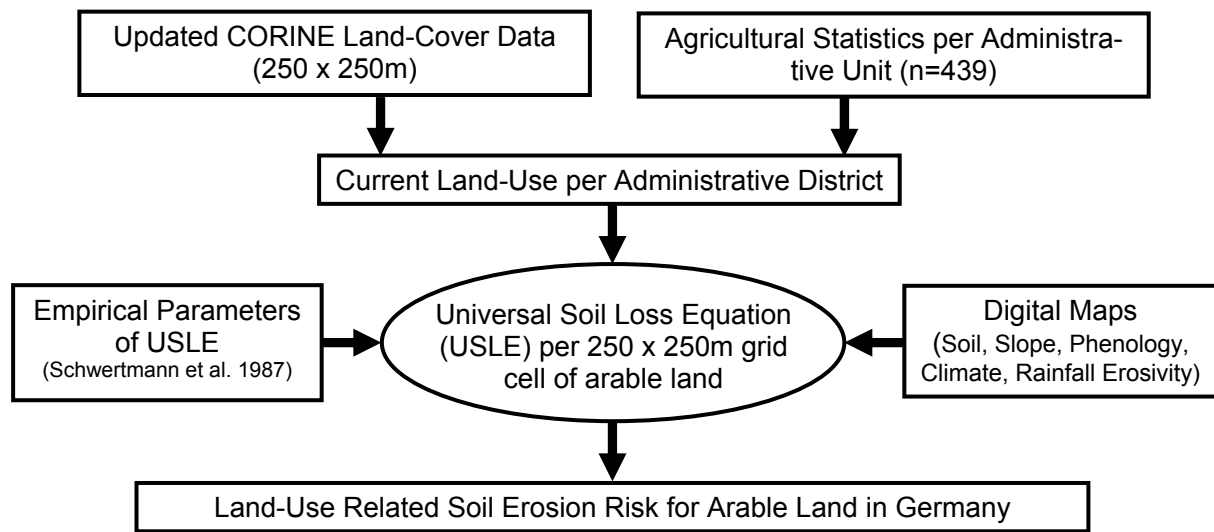 Updated CORINE Land-Cover Data
(250 x 250m)
Agricultural Statistics per Administra-
tive Unit (n=439)
Current Land-Use per Administrative District
Empirical Parameters
of USLE
(Schwertmann et al. 1987)
Universal Soil Loss Equation
(USLE) per 250 x 250m grid
cell of arable land
Digital Maps
(Soil, Slope, Phenology,
Climate, Rainfall Erosivity)
Land-Use Related Soil Erosion Risk for Arable Land in Germany